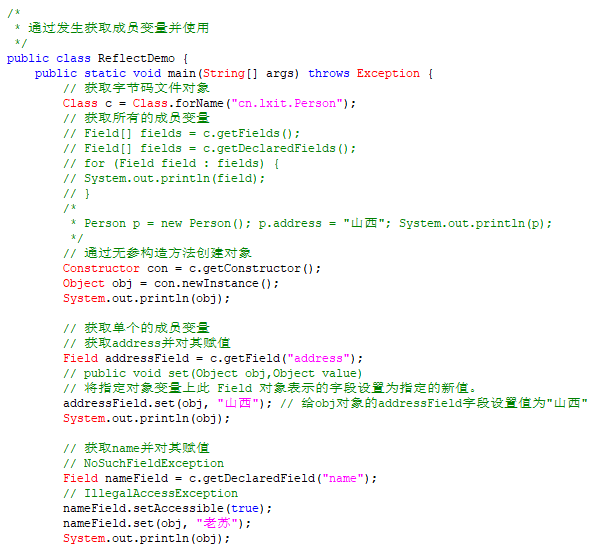 /*
 * 通过发生获取成员变量并使用
 */
public class ReflectDemo {
    public static void main(String[] args) throws Exception {
        // 获取字节码文件对象
        Class c = Class.forName("cn.lxit.Person");
        // 获取所有的成员变量
        // Field[] fields = c.getFields();
        // Field[] fields = c.getDeclaredFields();
        // for (Field field : fields) {
        // System.out.println(field);
        // }
        /*
         * Person p = new Person(); p.address = "山西"; System.out.println(p);
         */
        // 通过无参构造方法创建对象
        Constructor con = c.getConstructor();
        Object obj = con.newInstance();
        System.out.println(obj);

        // 获取单个的成员变量
        // 获取address并对其赋值
        Field addressField = c.getField("address");
        // public void set(Object obj,Object value)
        // 将指定对象变量上此 Field 对象表示的字段设置为指定的新值。
        addressField.set(obj, "山西"); // 给obj对象的addressField字段设置值为"山西"
        System.out.println(obj);

        // 获取name并对其赋值
        // NoSuchFieldException
        Field nameField = c.getDeclaredField("name");
        // IllegalAccessException
        nameField.setAccessible(true);
        nameField.set(obj, "老苏");
        System.out.println(obj);